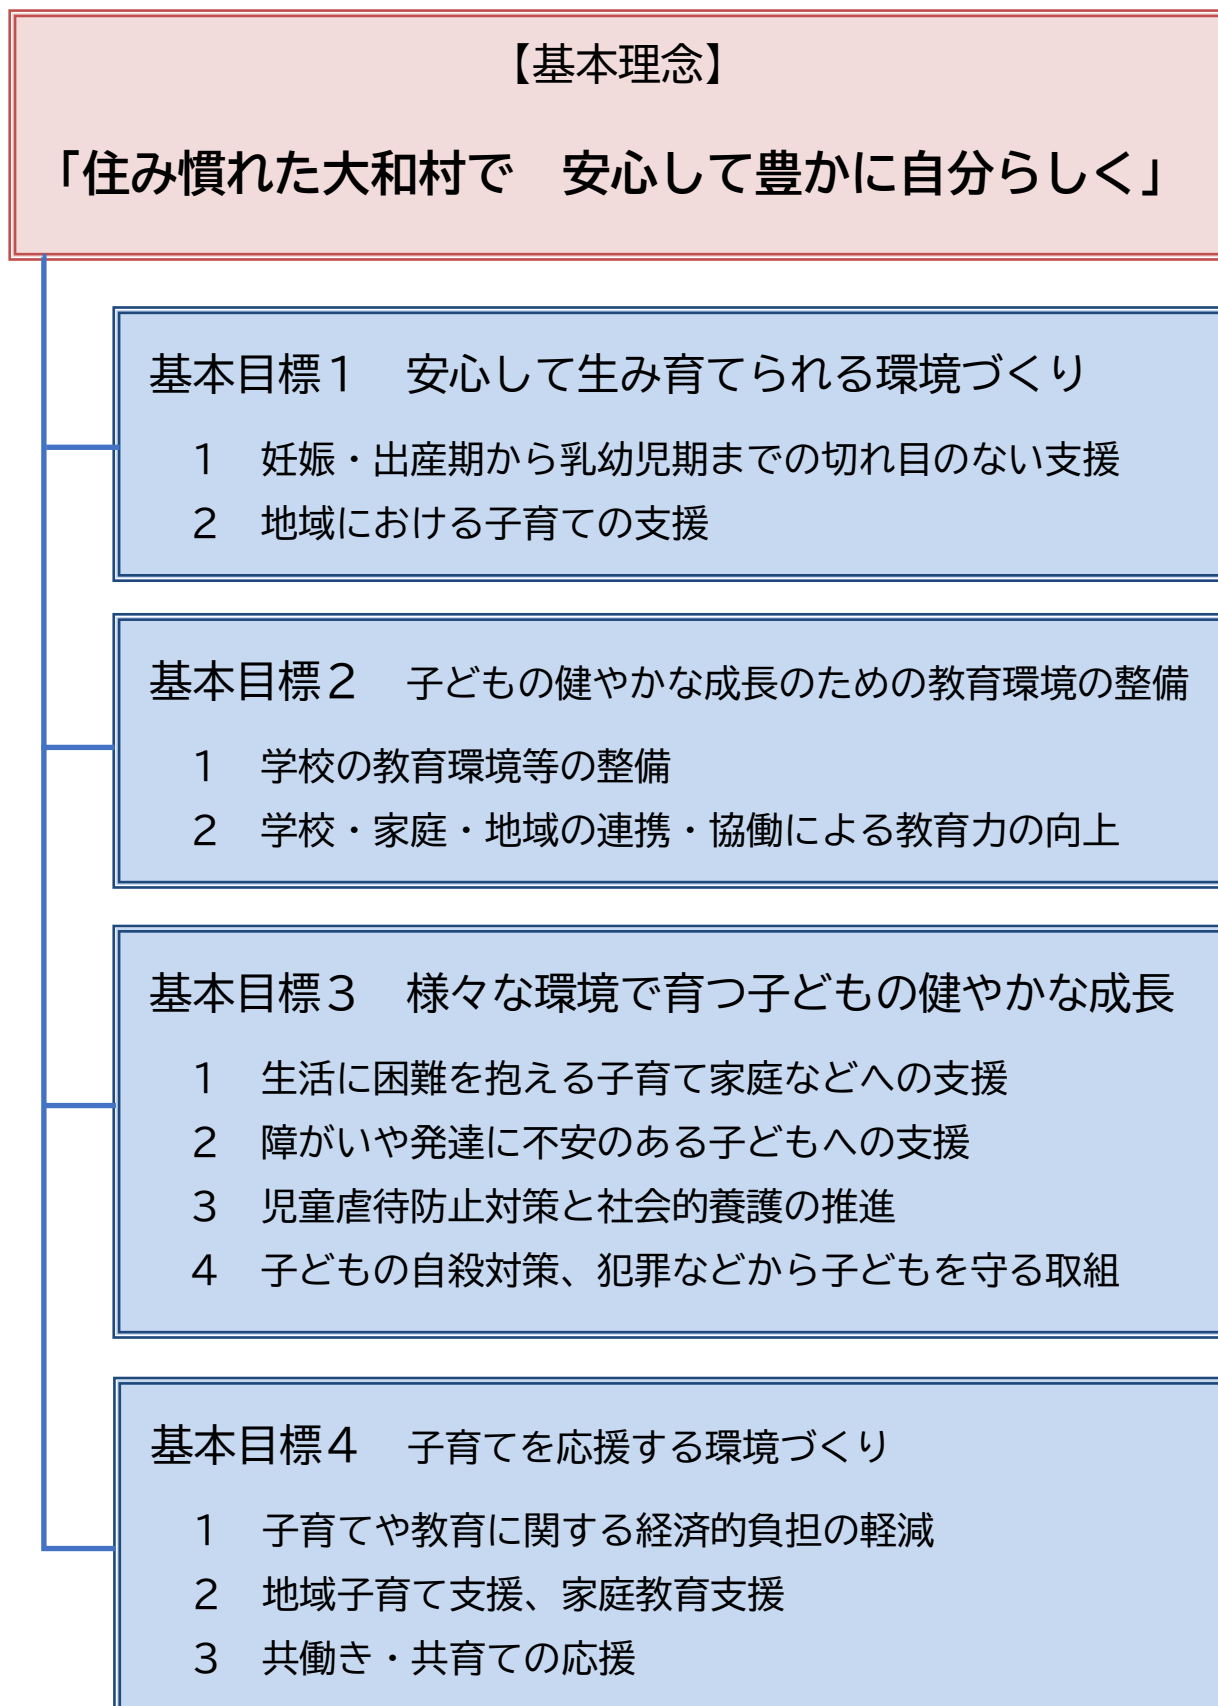 【基本理念】
「住み慣れた大和村で　安心して豊かに自分らしく」
基本目標１　安心して生み育てられる環境づくり
１　妊娠・出産期から乳幼児期までの切れ目のない支援
２　地域における子育ての支援
基本目標２　子どもの健やかな成長のための教育環境の整備
１　学校の教育環境等の整備
２　学校・家庭・地域の連携・協働による教育力の向上
基本目標３　様々な環境で育つ子どもの健やかな成長
１　生活に困難を抱える子育て家庭などへの支援
２　障がいや発達に不安のある子どもへの支援
３　児童虐待防止対策と社会的養護の推進
４　子どもの自殺対策、犯罪などから子どもを守る取組
基本目標４　子育てを応援する環境づくり
１　子育てや教育に関する経済的負担の軽減
２　地域子育て支援、家庭教育支援
３　共働き・共育ての応援